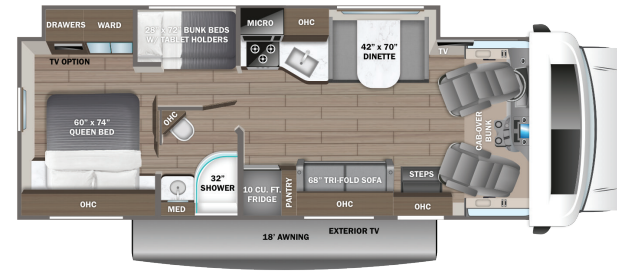 DRAWERS WARD
TV OPTION
28" x 72" BUNK BEDS
W/ TABLET HOLDERS
MICRO
OHC
42" x 70"
DINETTE
TV
60" x 74"
QUEEN BED
OHC
CAB-OVER
BUNK
OHC
MED
32"
SHOWER
10 CU. FT.
FRIDGE
PANTRY
68" TRI-FOLD SOFA
OHC
STEPS
OHC
18' AWNING
EXTERIOR TV